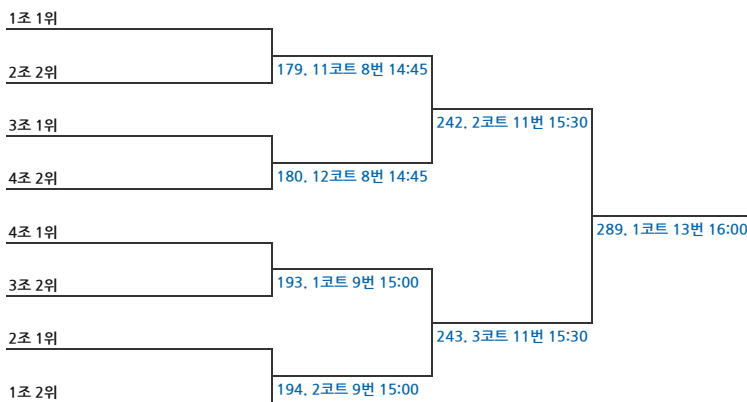 1조 1위
179. 11코트 8번 14:45
2조 2위
242. 2코트 11번 15:30
3조 1위
180. 12코트 8번 14:45
4조 2위
289. 1코트 13번 16:00
4조 1위
193. 1코트 9번 15:00
3조 2위
243. 3코트 11번 15:30
2조 1위
194. 2코트 9번 15:00
1조 2위